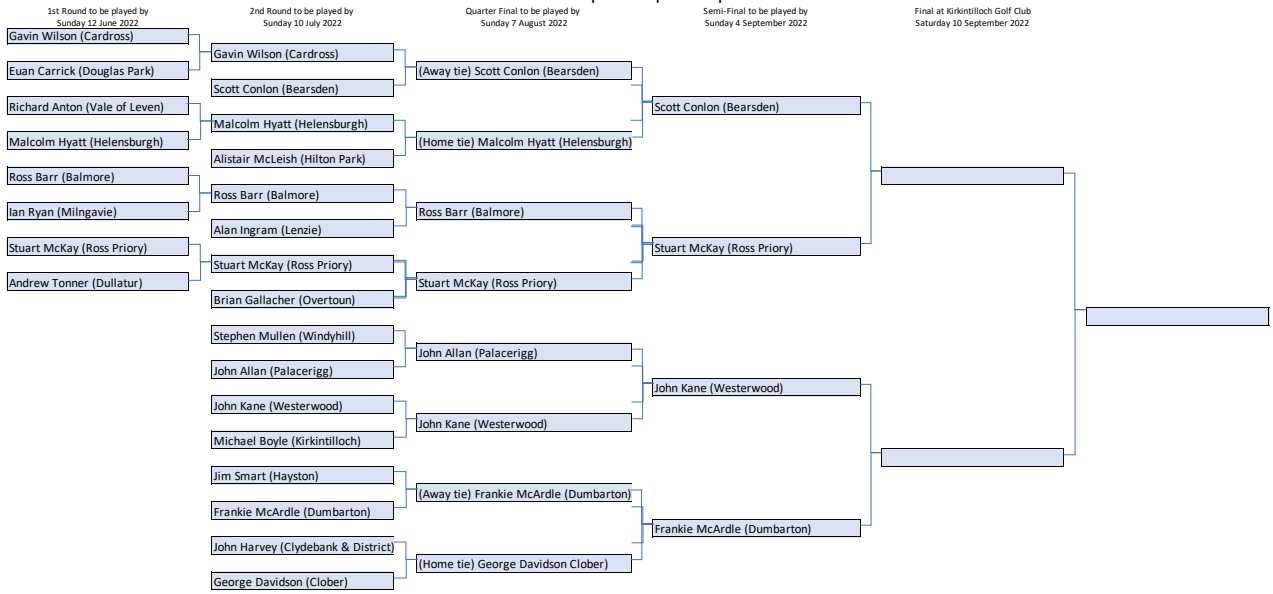 1st Round to be played by
Sunday 12 June 2022
2nd Round to be played by
Sunday 10 July 2022
Quarter Final to be played by
Sunday 7 August 2022
Semi-Final to be played by
Sunday 4 September 2022
Final at Kirkintilloch Golf Club
Saturday 10 September 2022
Gavin Wilson (Cardross)
Euan Carrick (Douglas Park)
Richard Anton (Vale of Leven)
Malcolm Hyatt (Helensburgh)
Ross Barr (Balmore)
Ian Ryan (Milngavie)
Stuart McKay (Ross Priory)
Andrew Tonner (Dullatur)
Gavin Wilson (Cardross)
Scott Conlon (Bearsden)
Malcolm Hyatt (Helensburgh)
Alistair McLeish (Hilton Park)
Ross Barr (Balmore)
Alan Ingram (Lenzie)
Stuart McKay (Ross Priory)
Brian Gallacher (Overtoun)
Stephen Mullen (Windyhill)
John Allan (Palacerigg)
John Kane (Westerwood)
Michael Boyle (Kirkintilloch)
Jim Smart (Hayston)
Frankie McArdle (Dumbarton)
John Harvey (Clydebank & District)
George Davidson (Clober)
(Away tie) Scott Conlon (Bearsden)
(Home tie) Malcolm Hyatt (Helensburgh)
Ross Barr (Balmore)
Stuart McKay (Ross Priory)
John Allan (Palacerigg)
John Kane (Westerwood)
(Away tie) Frankie McArdle (Dumbarton)
(Home tie) George Davidson Clober)
Scott Conlon (Bearsden)
Stuart McKay (Ross Priory)
John Kane (Westerwood)
Frankie McArdle (Dumbarton)